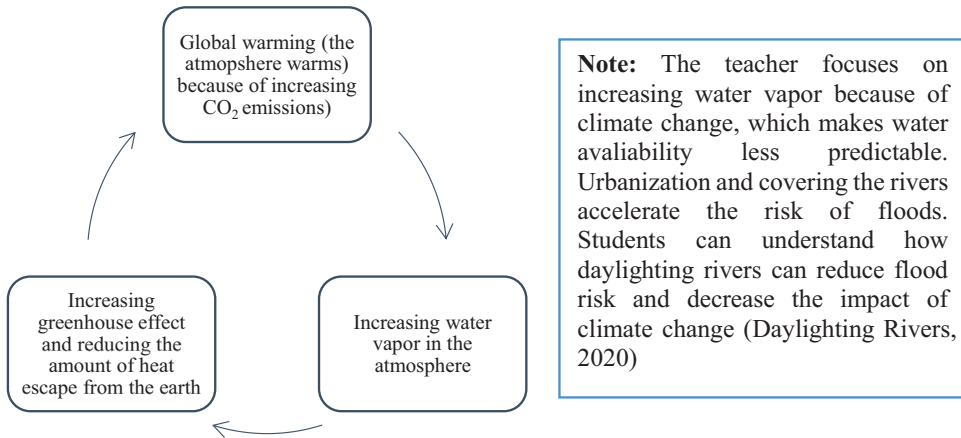 Global warming (the
atmopshere warms)
because of increasing
CO₂ emissions)
Increasing
greenhouse effect
and reducing the
amount of heat
escape from the earth
Increasing water
vapor in the
atmosphere
Note: The teacher focuses on
increasing water vapor because of
climate change, which makes water
avaliability less predictable.
Urbanization and covering the rivers
accelerate the risk of floods.
Students can understand how
daylighting rivers can reduce flood
risk and decrease the impact of
climate change (Daylighting Rivers,
2020)